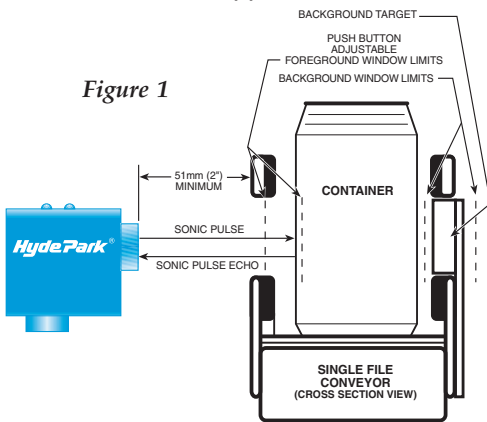 BACKGROUND TARGET
PUSH BUTTON
ADJUSTABLE
FOREGROUND WINDOW LIMITS
BACKGROUND WINDOW LIMITS
Figure 1
51mm (2")
MINIMUM
CONTAINER
SONIC PULSE
HydePark®
SONIC PULSE ECHO
SINGLE FILE
CONVEYOR
(CROSS SECTION VIEW)